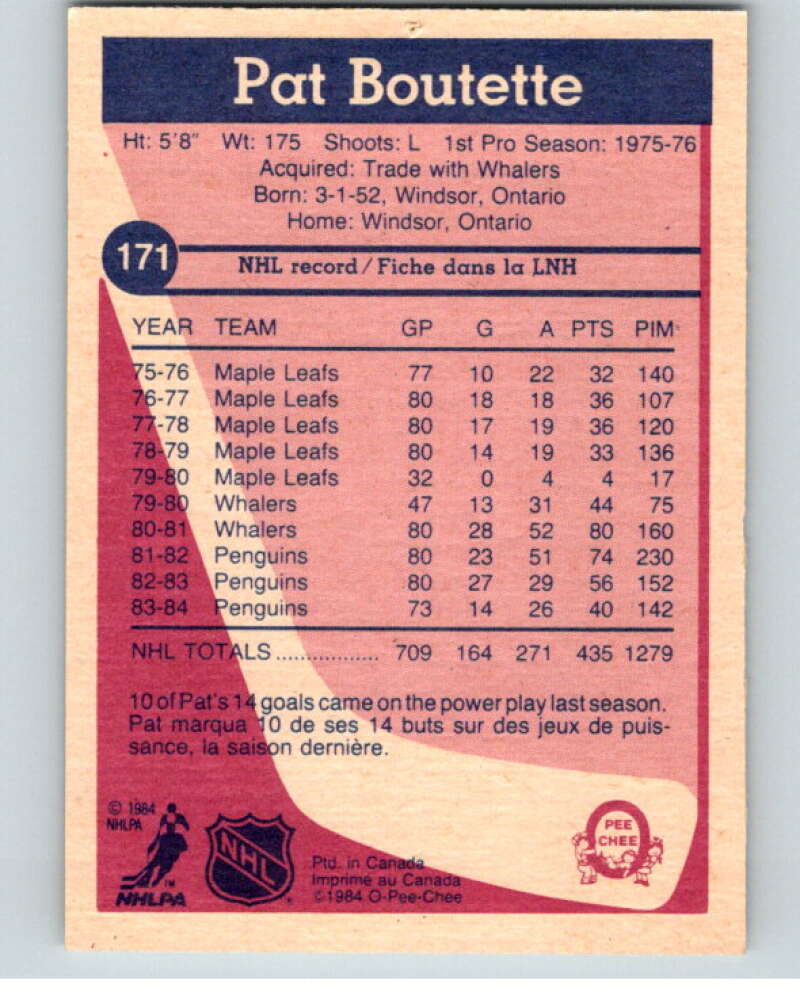 Pat Boutette
Ht: 5'8" Wt: 175 Shoots: L 1st Pro Season: 1975-76
Acquired: Trade with Whalers
Born: 3-1-52, Windsor, Ontario
Home: Windsor, Ontario
171
NHL record/Fiche dans la LNH
YEAR TEAM GP G A PTS PIM
75-76 Maple Leafs 77 10 22 32 140
76-77 Maple Leafs 80 18 18 36 107
77-78 Maple Leafs 80 17 19 36 120
78-79 Maple Leafs 80 14 19 33 136
79-80 Maple Leafs 32 0 4 4 17
79-80 Whalers 47 13 31 44 75
80-81 Whalers 80 28 52 80 160
81-82 Penguins 80 23 51 74 230
82-83 Penguins 80 27 29 56 152
83-84 Penguins 73 14 26 40 142
NHL TOTALS................. 709 164 271 435 1279
10 of Pat's 14 goals came on the power play last season.
Pat marqua 10 de ses 14 buts sur des jeux de puis-
sance, la saison dernière.
© 1984
NHLPA
TM
NHLPA
NHL
Ptd. in Canada
Imprimé au Canada
©1984 O-Pee-Chee
PEE
CHEE